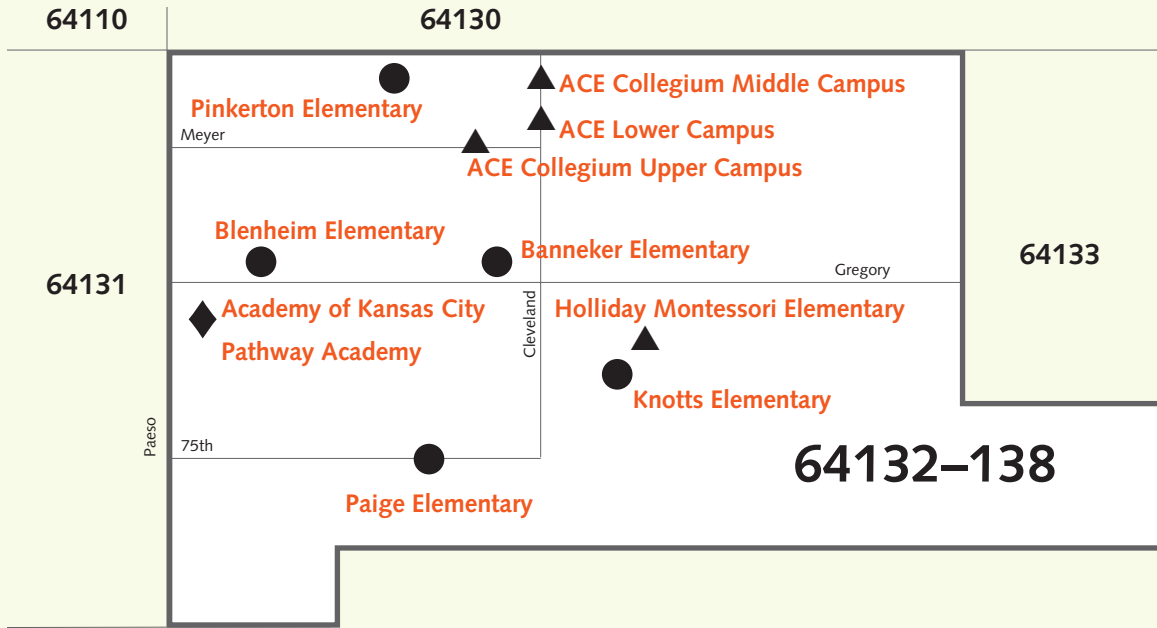 64110
64130
ACE Collegium Middle Campus
Pinkerton Elementary
ACE Lower Campus
Meyer
ACE Collegium Upper Campus
Blenheim Elementary
Banneker Elementary
64133
Gregory
64131
Academy of Kansas City
Holliday Montessori Elementary
Cleveland
Pathway Academy
Knotts Elementary
Paeso
75th
64132–138
Paige Elementary